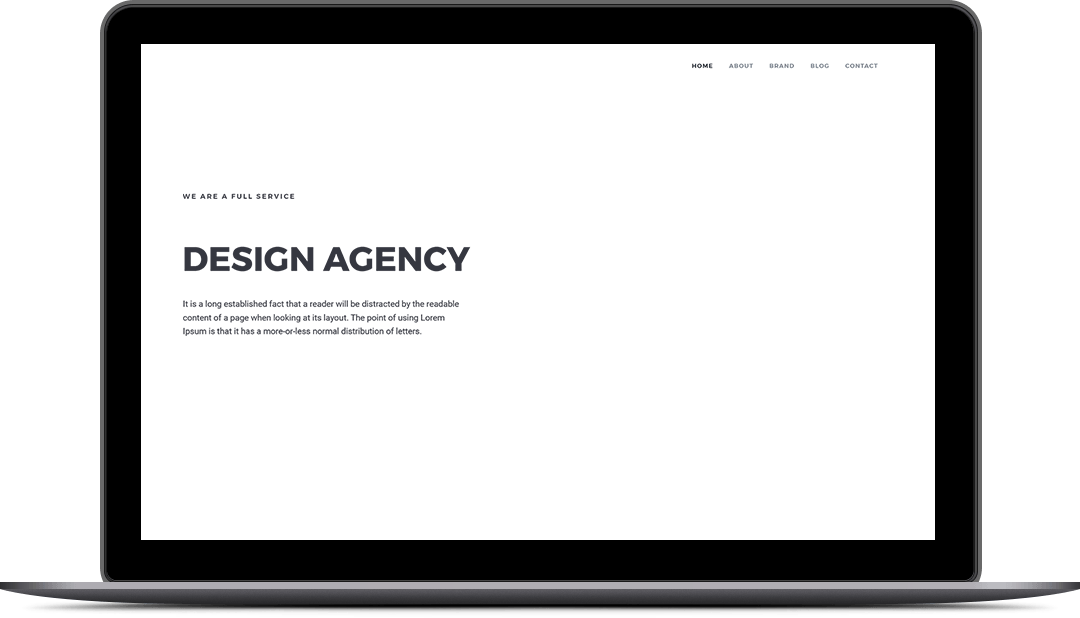 HOME ABOUT BRAND BLOG CONTACT
WE ARE A FULL SERVICE
DESIGN AGENCY
It is a long established fact that a reader will be distracted by the readable
content of a page when looking at its layout. The point of using Lorem
Ipsum is that it has a more-or-less normal distribution of letters.